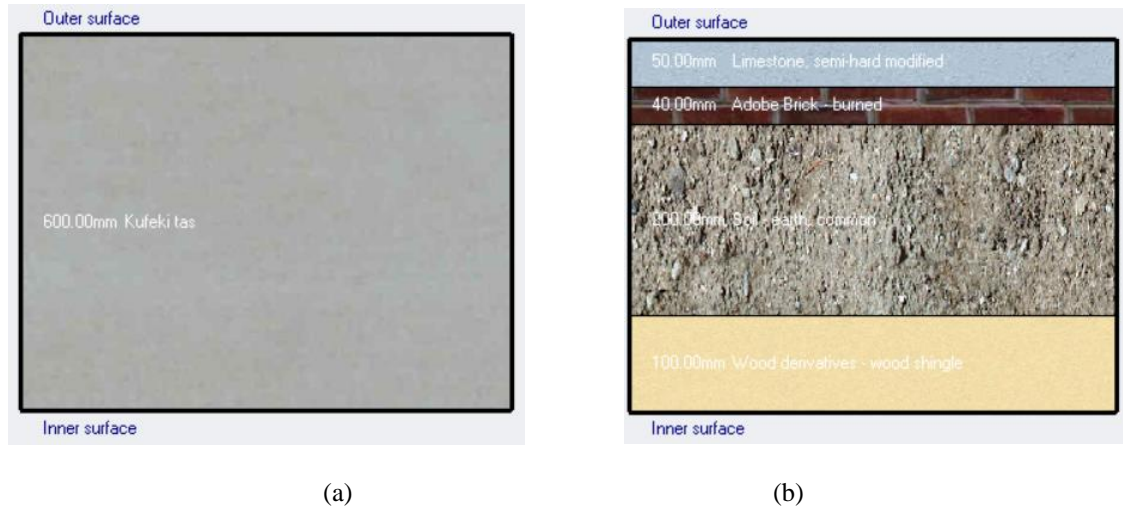 Outer surface
600.00mm Kufeki tas
Inner surface
(a)
Outer surface
50.00mm Limestone, semi-hard modified
40.00mm Adobe Brick - burned
200.00mm Soil - earth, common
100.00mm Wood derivatives - wood shingle
Inner surface
(b)